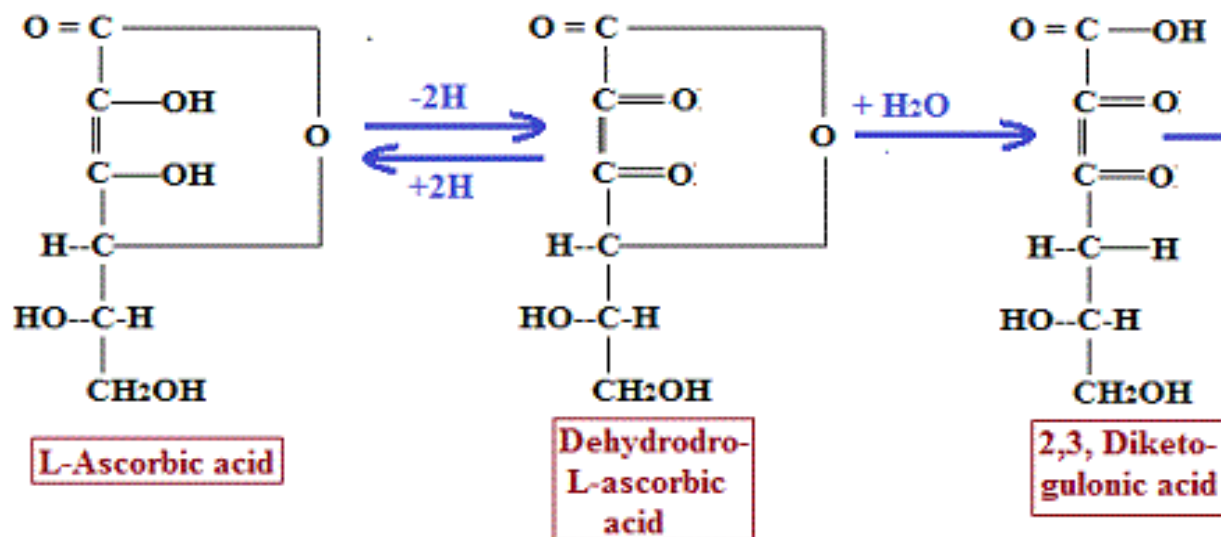 O = C
C—OH
C—OH
O
H--C
HO--C-H
CH2OH
L-Ascorbic acid
-2H
+2H
O = C
C=O
C=O
O
H--C
HO--C-H
CH2OH
Dehydrodro-
L-ascorbic
acid
+ H2O
O = C—OH
C=O
C=O
H--C—H
HO--C-H
CH2OH
2,3, Diketo-
gulonic acid